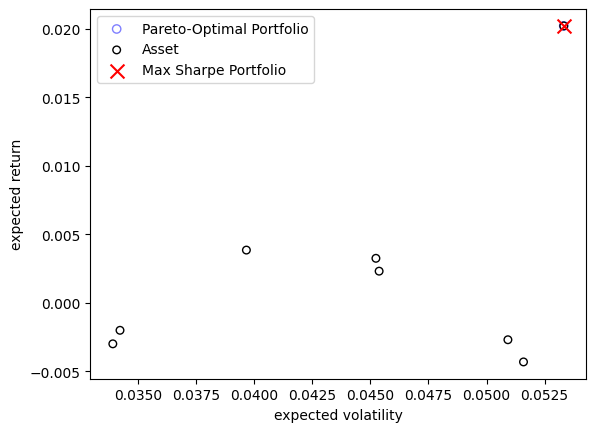 Pareto-Optimal Portfolio
Asset
Max Sharpe Portfolio
expected return
0.020
0.015
0.010
0.005
0.000
−0.005
0.0350 0.0375 0.0400 0.0425 0.0450 0.0475 0.0500 0.0525
expected volatility